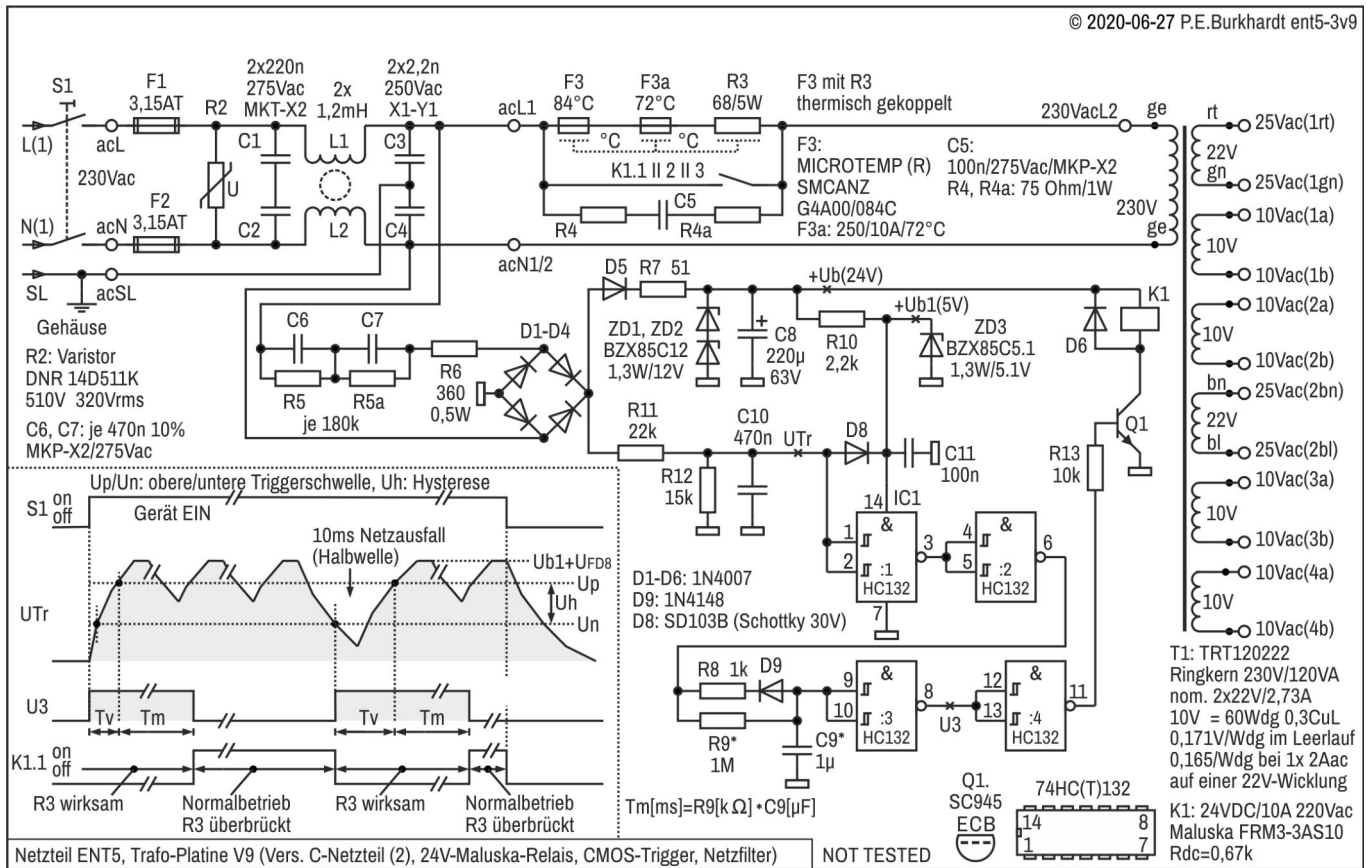 © 2020-06-27 P.E.Burkhardt ent5-3v9
S1
F1
3,15AT
R2
2x220n
275Vac
MKT-X2
C1
2x
1,2mH
L1
2x2,2n
250Vac
X1-Y1
C3
acL1
F3
84°C
F3a
72°C
R3
68/5W
F3 mit R3
thermisch gekoppelt
230VacL2
ge
rt
25Vac(1rt)
L(1)
acL
230Vac
U
°C
°C
K1.1 II 2 II 3
F3:
MICROTEMP (R)
SMCANZ
G4A00/084C
F3a: 250/10A/72°C
C5:
100n/275Vac/MKP-X2
R4, R4a: 75 Ohm/1W
22V
gn
25Vac(1gn)
230V
N(1)
acN
F2
3,15AT
C2
L2
C4
acN1/2
R4
C5
R4a
ge
10Vac(1a)
10V
10Vac(1b)
SL
acSL
Gehäuse
R2: Varistor
DNR 14D511K
510V 320Vrms
C6, C7: je 470n 10%
MKP-X2/275Vac
C6
C7
R5
R5a
je 180k
R6
360
0,5W
D1-D4
D5
R7 51
+Ub(24V)
ZD1, ZD2
BZX85C12
1,3W/12V
+
C8
220µ
63V
R10
2,2k
+Ub1(5V)
ZD3
BZX85C5.1
1,3W/5.1V
D6
K1
10Vac(2a)
10V
10Vac(2b)
bn
25Vac(2bn)
22V
bl
25Vac(2bl)
R11
22k
R12
15k
C10
470n
UTr
D8
C11
100n
R13
10k
Q1
10Vac(3a)
10V
10Vac(3b)
14
IC1
1
2
&
:1
HC132
3
7
4
5
&
:2
HC132
6
10Vac(4a)
10V
10Vac(4b)
D1-D6: 1N4007
D9: 1N4148
D8: SD103B (Schottky 30V)
R8 1k
D9
R9*
1M
C9*
1µ
9
10
&
:3
HC132
8
U3
12
13
&
:4
HC132
11
Tm[ms]=R9[k Ω] *C9[µF]
T1: TRT120222
Ringkern 230V/120VA
nom. 2x22V/2,73A
10V = 60Wdg 0,3CuL
0,171V/Wdg im Leerlauf
0,165/Wdg bei 1x 2Aac
auf einer 22V-Wicklung
K1: 24VDC/10A 220Vac
Maluska FRM3-3AS10
Rdc=0,67k
Q1.
SC945
ECB
74HC(T)132
14
8
1
7
NOT TESTED
Up/Un: obere/untere Triggerschwelle, Uh: Hysterese
S1 on
off
Gerät EIN
10ms Netzausfall
(Halbwelle)
Ub1+UFD8
Up
Uh
Un
UTr
U3
Tv
Tm
Tv
Tm
K1.1 on
off
R3 wirksam
Normalbetrieb
R3 überbrückt
R3 wirksam
Normalbetrieb
R3 überbrückt
Netzteil ENT5, Trafo-Platine V9 (Vers. C-Netzteil (2), 24V-Maluska-Relais, CMOS-Trigger, Netzfilter)